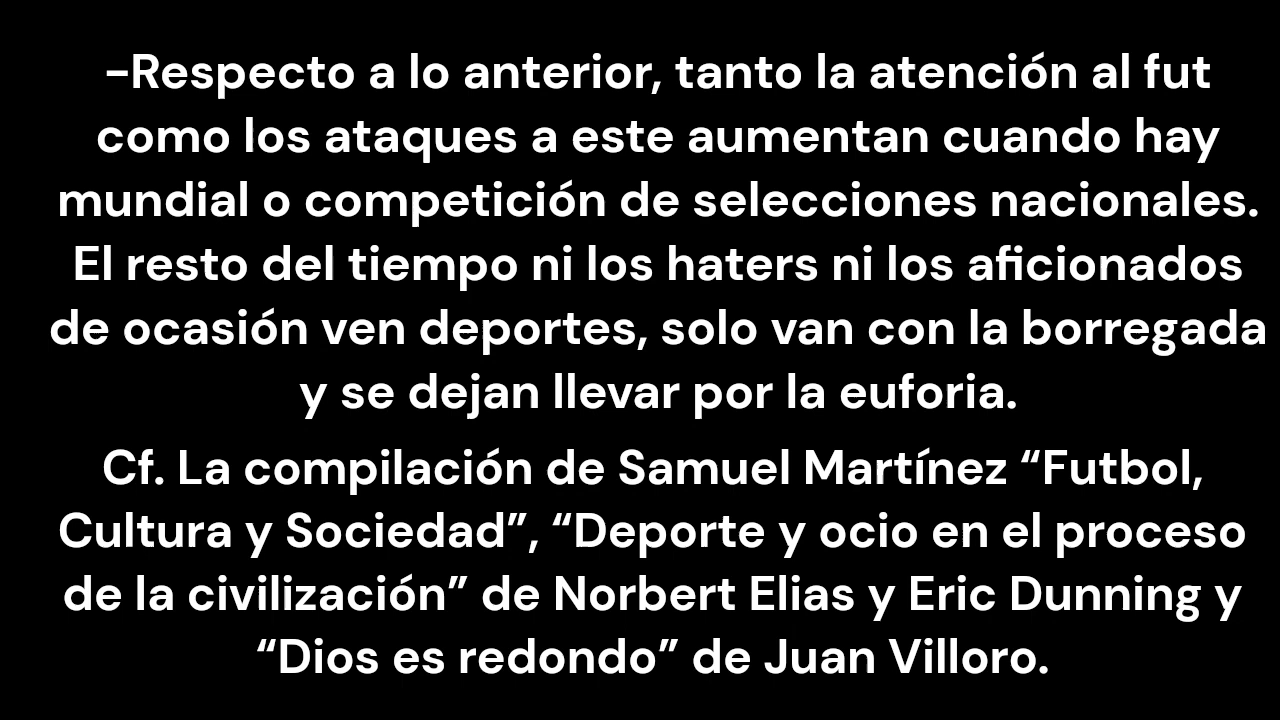 -Respecto a lo anterior, tanto la atención al fut
como los ataques a este aumentan cuando hay
mundial o competición de selecciones nacionales.
El resto del tiempo ni los haters ni los aficionados
de ocasión ven deportes, solo van con la borregada
y se dejan llevar por la euforia.
Cf. La compilación de Samuel Martínez “Futbol,
Cultura y Sociedad”, “Deporte y ocio en el proceso
de la civilización” de Norbert Elias y Eric Dunning y
“Dios es redondo” de Juan Villoro.